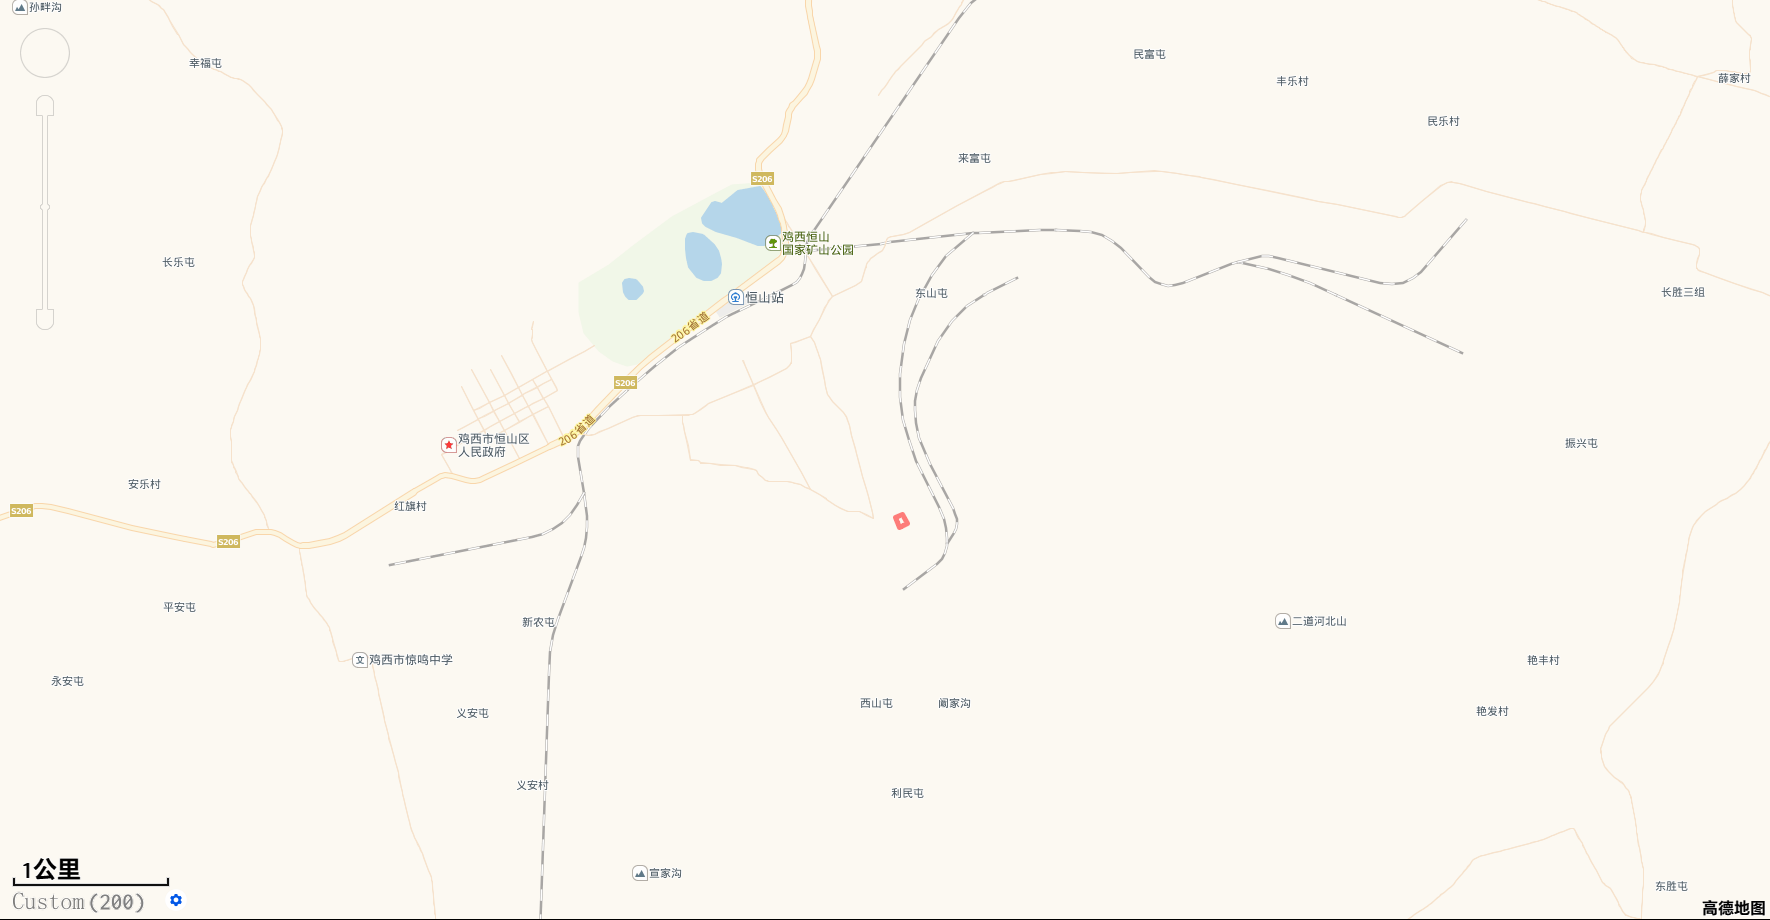 孙畔沟
民富屯
幸福屯
薛家村
丰乐村
民乐村
来富屯
S206
鸡西恒山
国家矿山公园
长乐屯
东山屯
长胜三组
恒山站
206省道
S206
206省道
鸡西市恒山区
人民政府
振兴屯
安乐村
红旗村
S206
S206
平安屯
新农屯
二道河北山
鸡西市惊鸣中学
艳丰村
永安屯
西山屯
阚家沟
艳发村
义安屯
义安村
利民屯
1公里
宣家沟
东胜屯
Custom(200)
高德地图